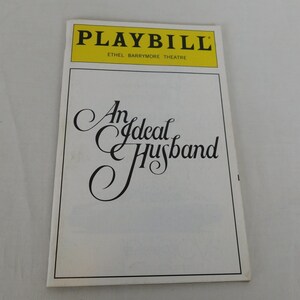 PLAYBILL
ETHEL BARRYMORE THEATRE
An
Ideal
Husband